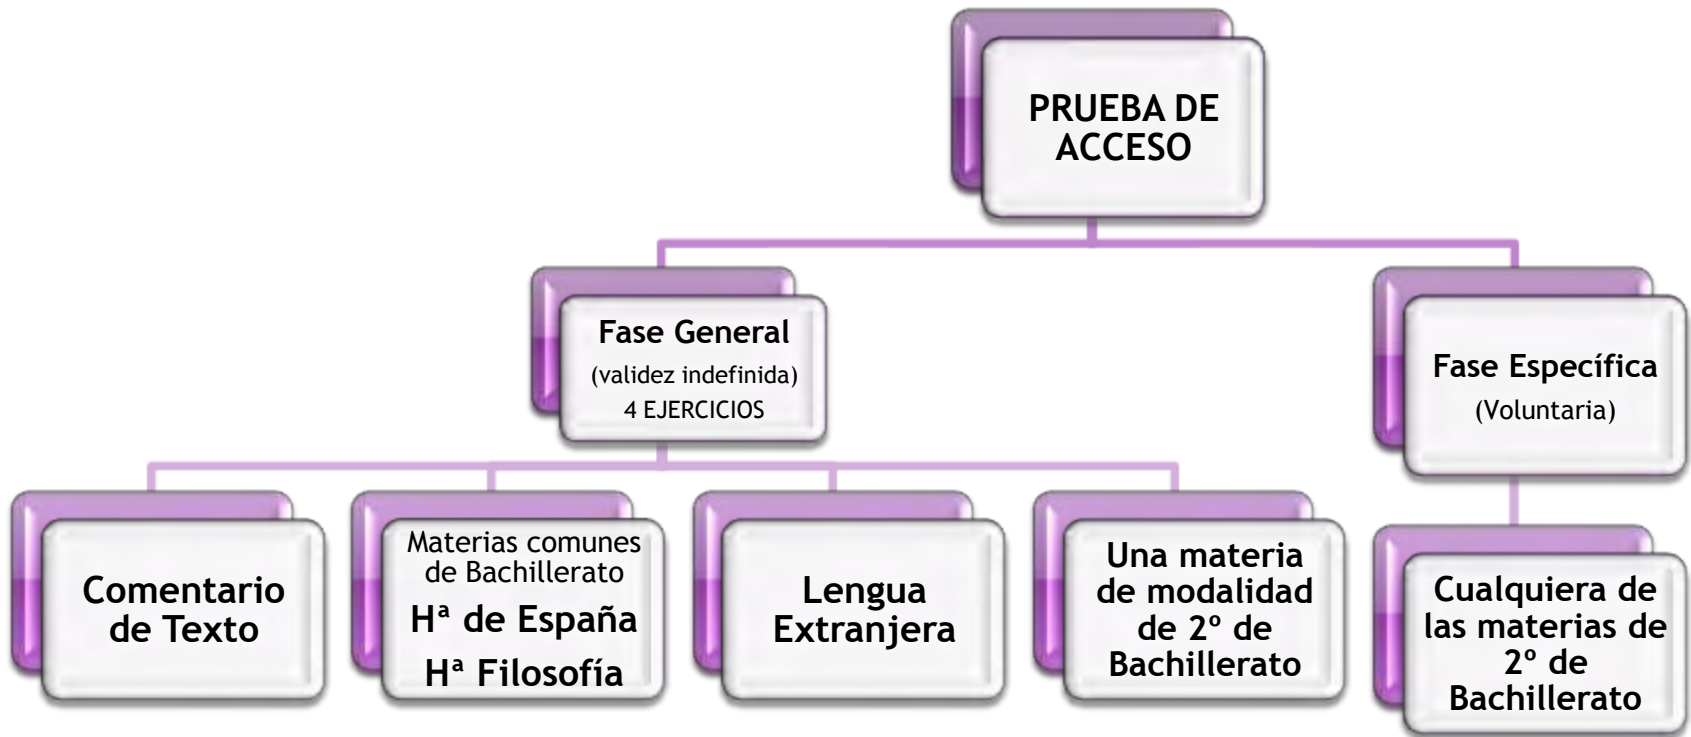 PRUEBA DE
ACCESO
Fase General
(validez indefinida)
4 EJERCICIOS
Fase Específica
(Voluntaria)
Comentario
de Texto
Materias comunes
de Bachillerato
Hª de España
Hª Filosofía
Lengua
Extranjera
Una materia
de modalidad
de 2º de
Bachillerato
Cualquiera de
las materias de
2º de
Bachillerato